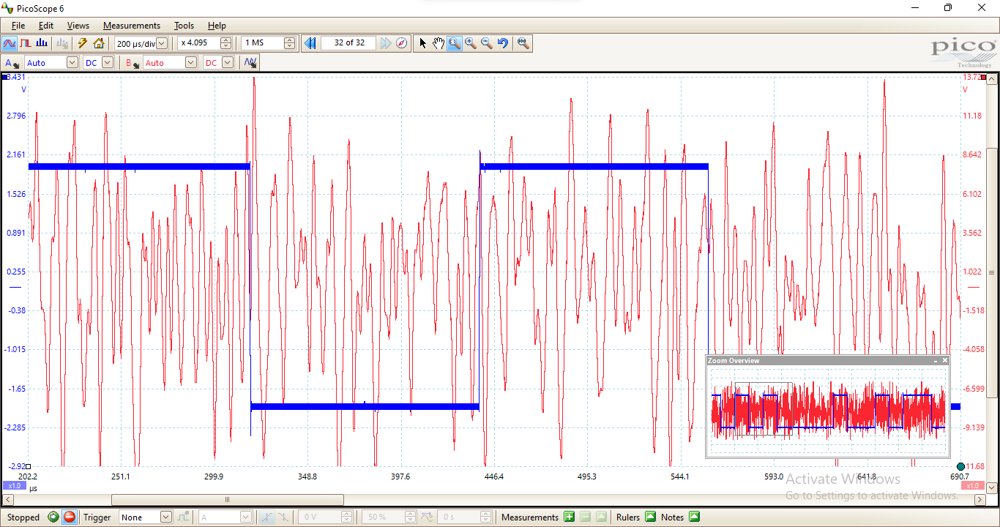 PicoScope 6
File Edit Views Measurements Tools Help
200 µs/div x 4.095 1 MS 32 of 32
pico
Technology
A Auto DC B Auto DC
3.431 13.72
V V
2.796 11.18
2.161 8.642
1.526 6.102
0.891 3.562
0.255 1.022
-0.38 -1.518
-1.015 -4.058
Zoom Overview
-1.65 -6.599
-2.285 -9.139
-2.92 11.68
202.2 251.1 299.9 348.8 397.6 446.4 495.3 544.1 593.0 641.8 690.7
x1.0 µs x1.0
Activate Windows
Go to Settings to activate Windows.
Stopped Trigger None A 0 V 50 % 0 s Measurements Rulers Notes